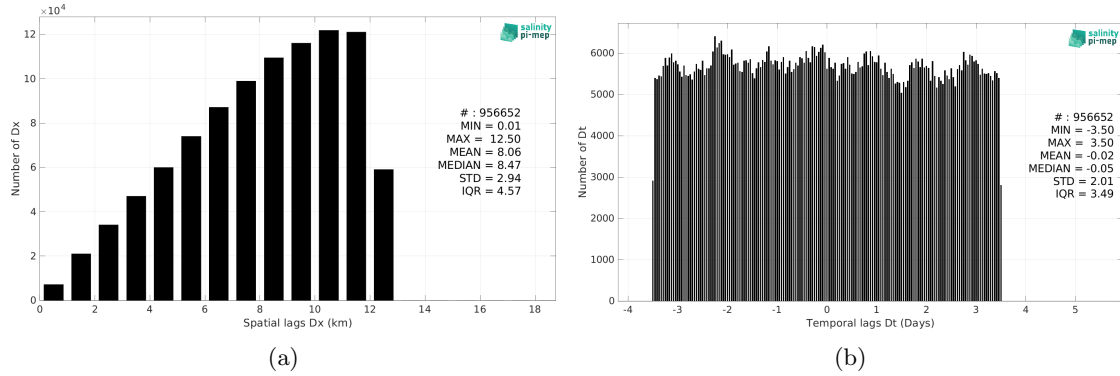 ×10⁴
12
10
8
6
4
2
0
0 2 4 6 8 10 12 14 16 18
Number of Dx
Spatial lags Dx (km)
salinity
pi-mep
# : 956652
MIN = 0.01
MAX = 12.50
MEAN = 8.06
MEDIAN = 8.47
STD = 2.94
IQR = 4.57
(a)
6000
5000
4000
3000
2000
1000
0
-4 -3 -2 -1 0 1 2 3 4 5
Number of Dt
Temporal lags Dt (Days)
salinity
pi-mep
# : 956652
MIN = -3.50
MAX = 3.50
MEAN = -0.02
MEDIAN = -0.05
STD = 2.01
IQR = 3.49
(b)